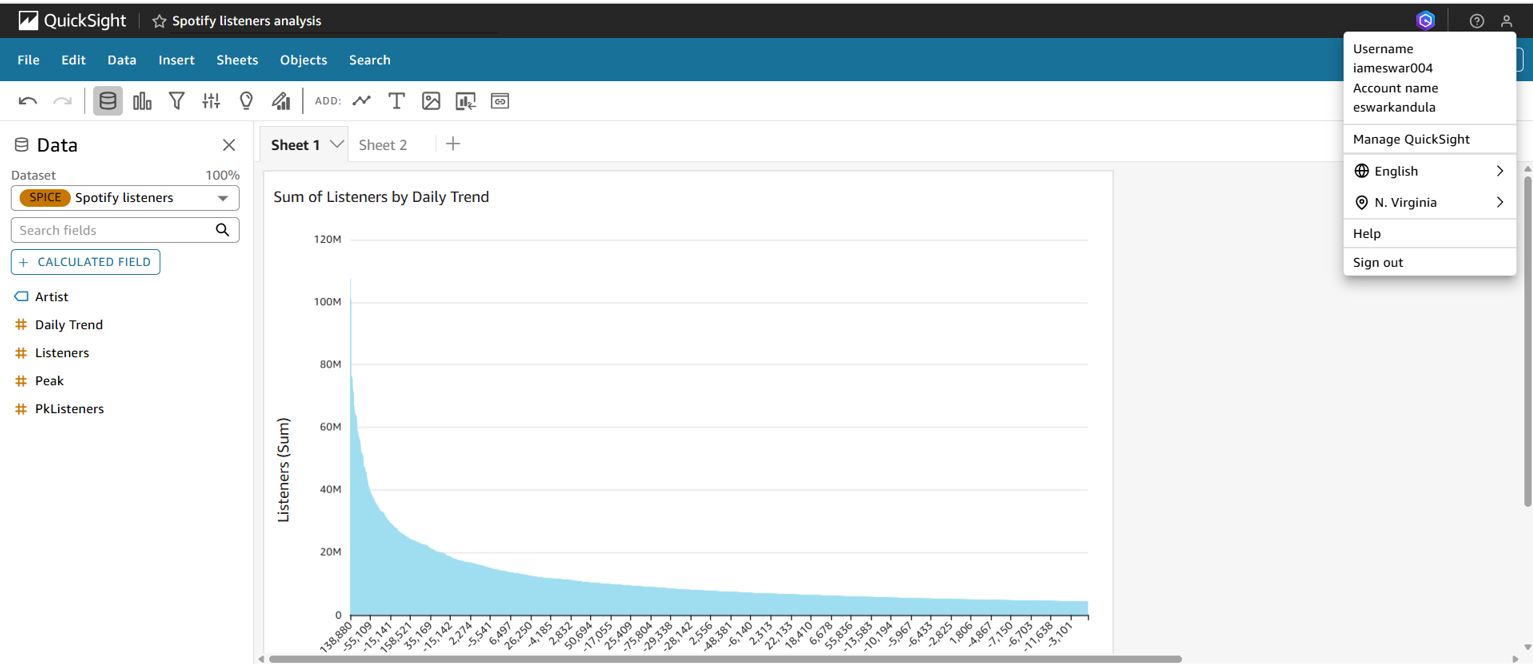 QuickSight
Spotify listeners analysis
File Edit Data Insert Sheets Objects Search
ADD:
Username
iameswar004
Account name
eswarkandula
Manage QuickSight
English
N. Virginia
Help
Sign out
Data
Dataset 100%
SPICE Spotify listeners
Search fields
+ CALCULATED FIELD
Artist
# Daily Trend
# Listeners
# Peak
# PkListeners
Sheet 1 Sheet 2 +
Sum of Listeners by Daily Trend
120M
100M
80M
60M
40M
20M
0
Listeners (Sum)
138,880 -55,109 -15,141 158,521 35,169 -15,142 2,274 -5,541 6,497 26,250 -4,185 2,832 50,694 -17,055 25,409 -75,804 -29,338 -28,142 2,556 -48,381 -6,140 2,313 22,133 18,410 6,678 55,836 -13,583 -10,194 -5,967 -6,433 -2,825 1,806 -4,867 -7,150 -6,703 -11,638 -3,101